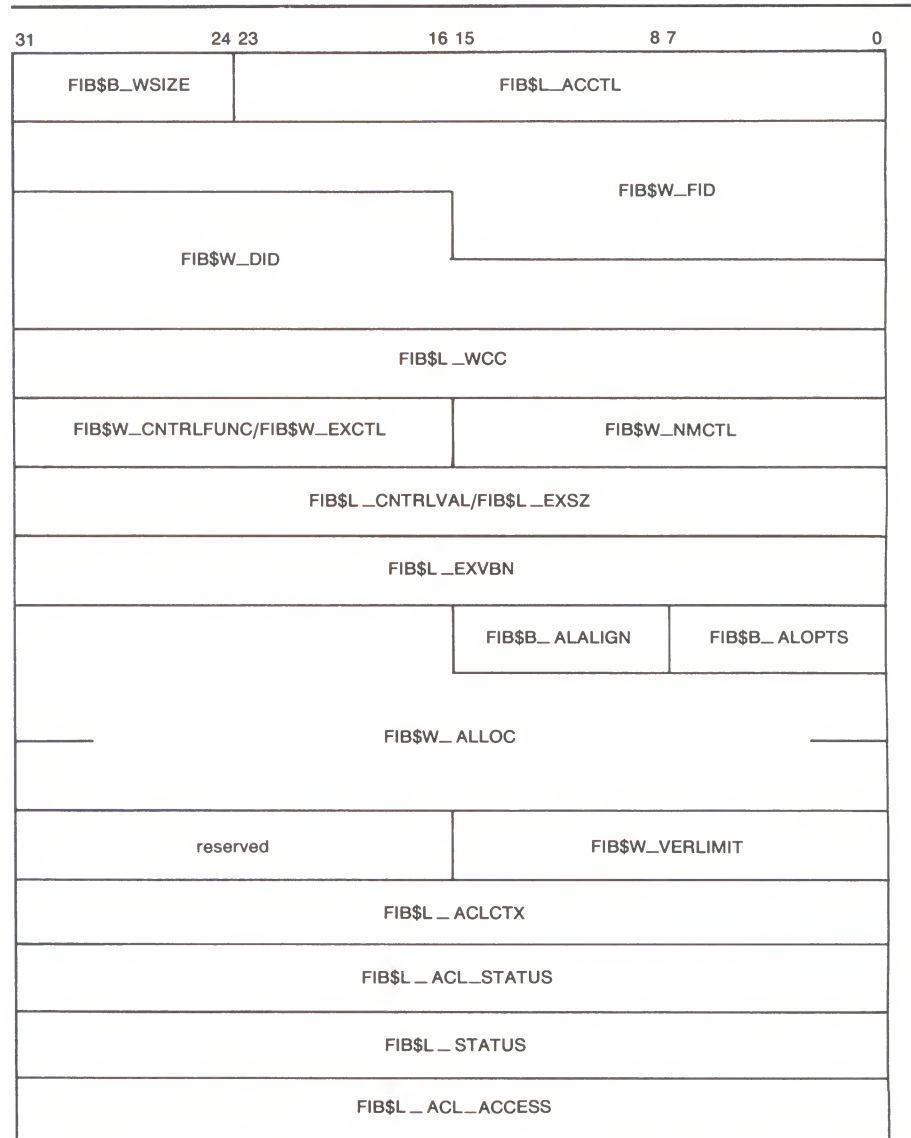 31 24 23 16 15 8 7 0
FIB$B_WSIZE FIB$L_ACCTL
FIB$W_FID
FIB$W_DID
FIB$L_WCC
FIB$W_CNTRLFUNC/FIB$W_EXCTL FIB$W_NMCTL
FIB$L_CNTRLVAL/FIB$L_EXSZ
FIB$L_EXVBN
FIB$B_ALALIGN FIB$B_ALOPTS
FIB$W_ALLOC
reserved FIB$W_VERLIMIT
FIB$L_ACLCTX
FIB$L_ACL_STATUS
FIB$L_STATUS
FIB$L_ACL_ACCESS